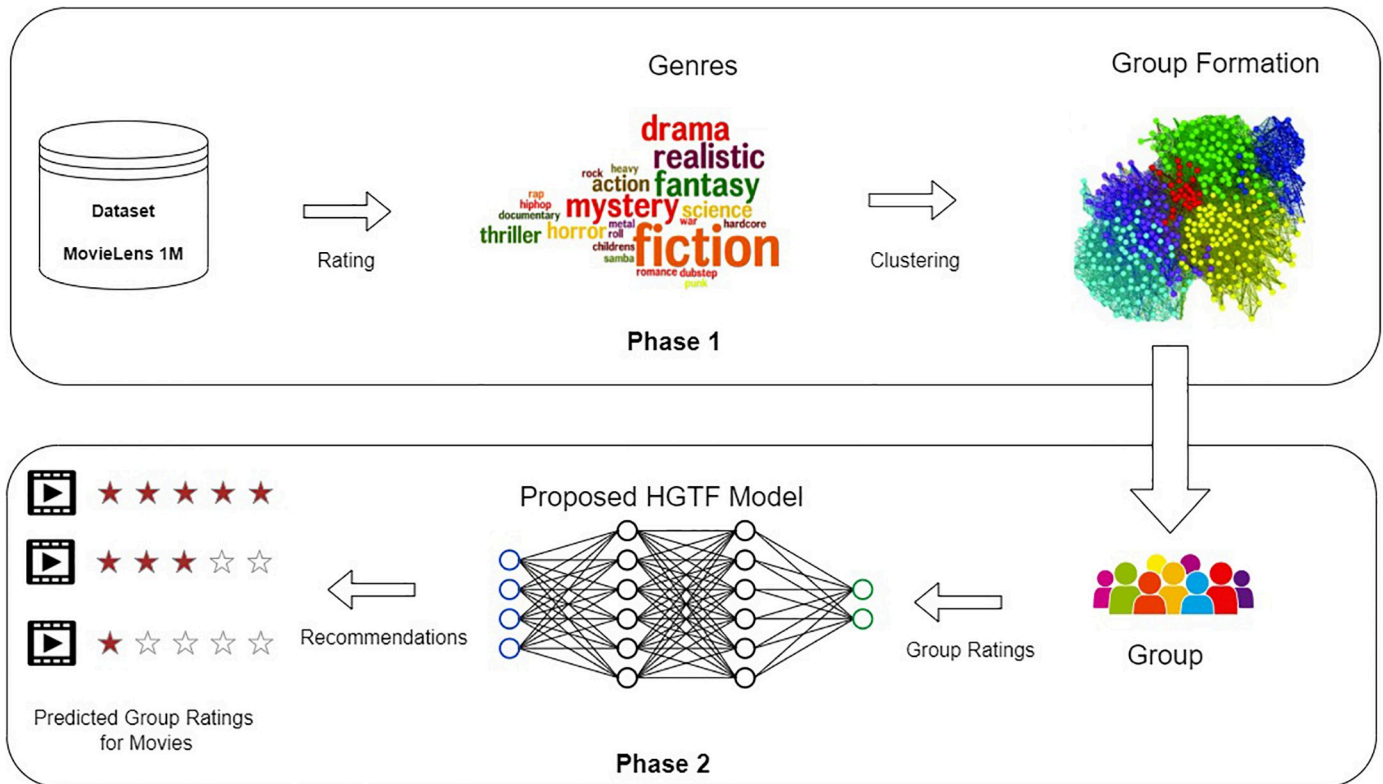 Genres
Group Formation
Dataset
MovieLens 1M
Rating
drama
realistic
rock heavy
action fantasy
rap
hiphop mystery science
documentary metal war hardcore
thriller horror roll fiction
childrens
samba
romance dubstep
punk
Clustering
Phase 1
Proposed HGTF Model
Recommendations
Group Ratings
Group
Predicted Group Ratings
for Movies
Phase 2